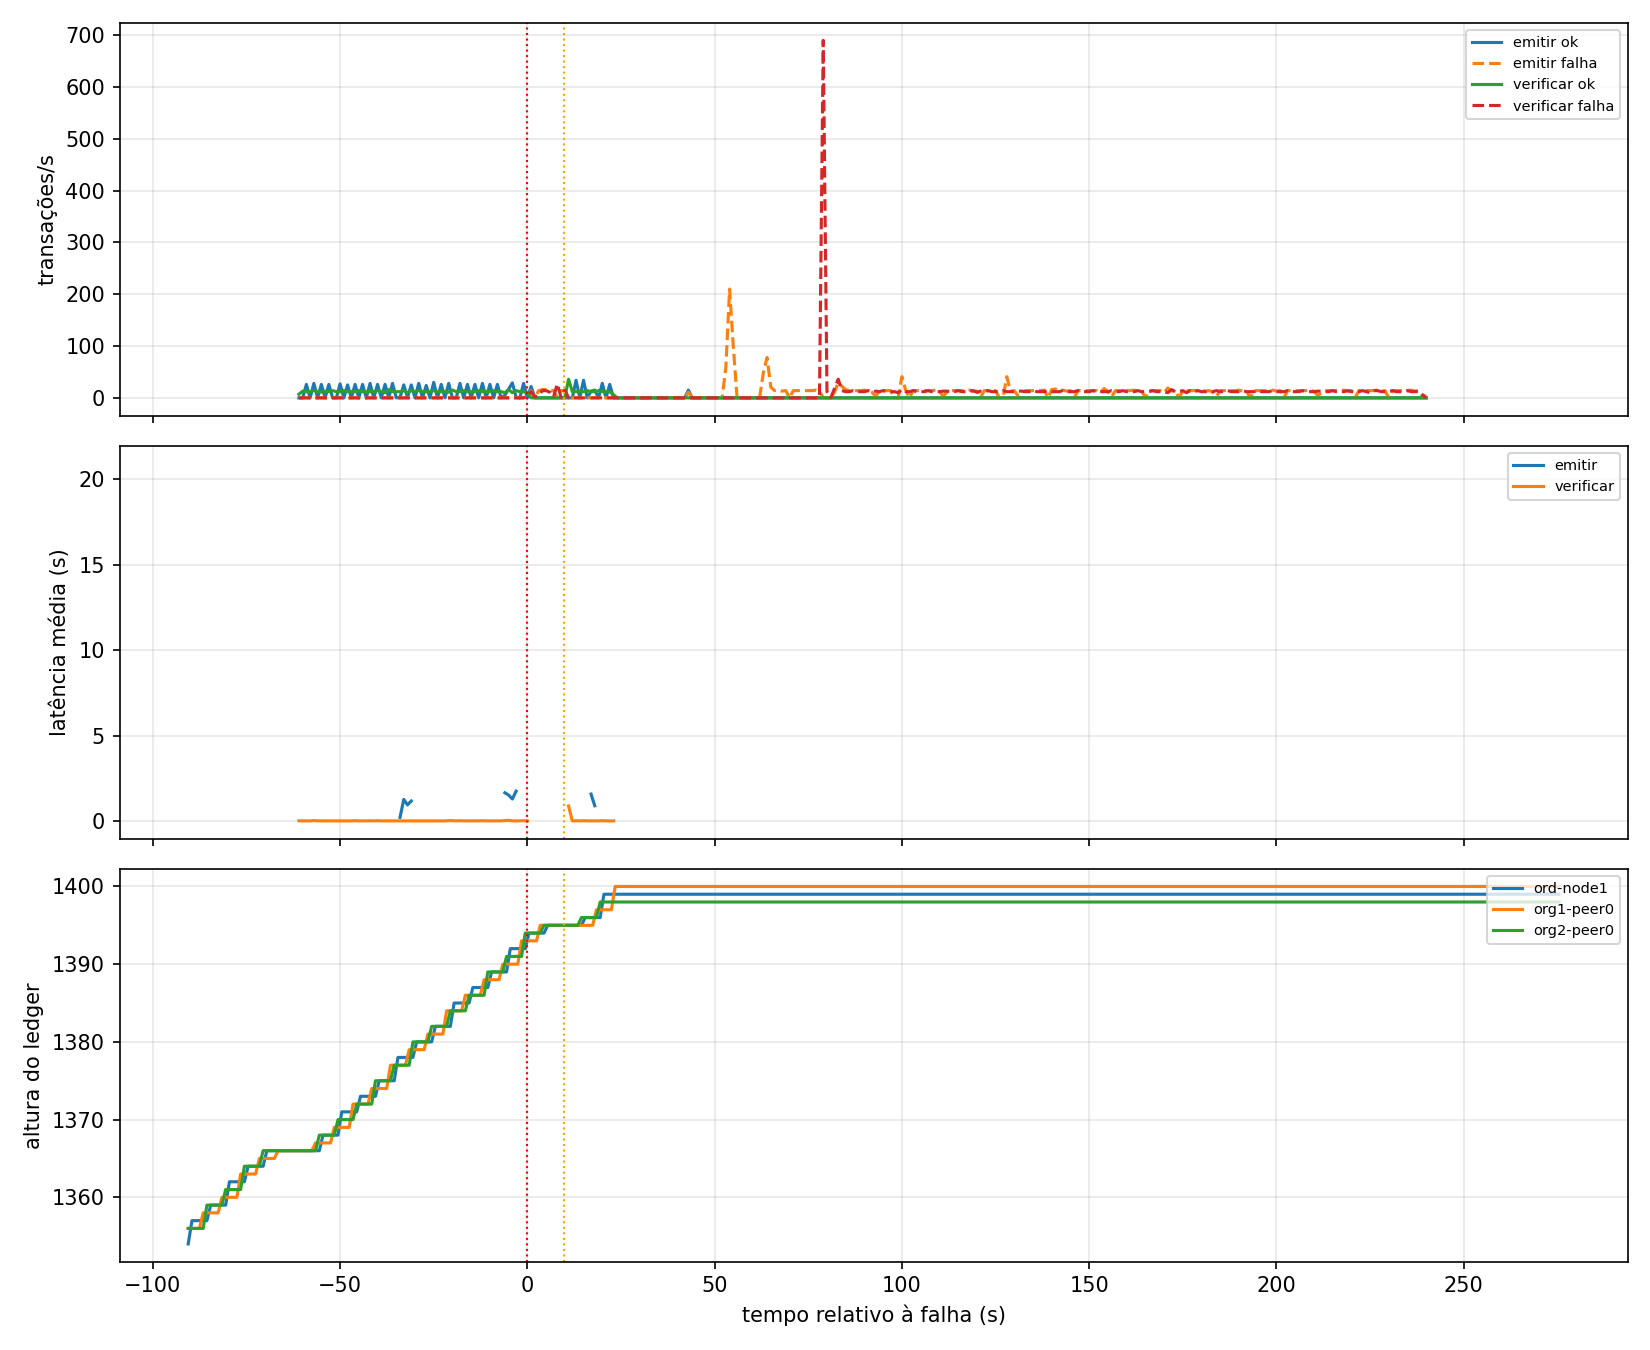 700
600
500
400
300
200
100
0
transações/s
emitir ok
emitir falha
verificar ok
verificar falha
20
15
10
5
0
latência média (s)
emitir
verificar
1400
1390
1380
1370
1360
altura do ledger
ord-node1
org1-peer0
org2-peer0
−100
−50
0
50
100
150
200
250
tempo relativo à falha (s)